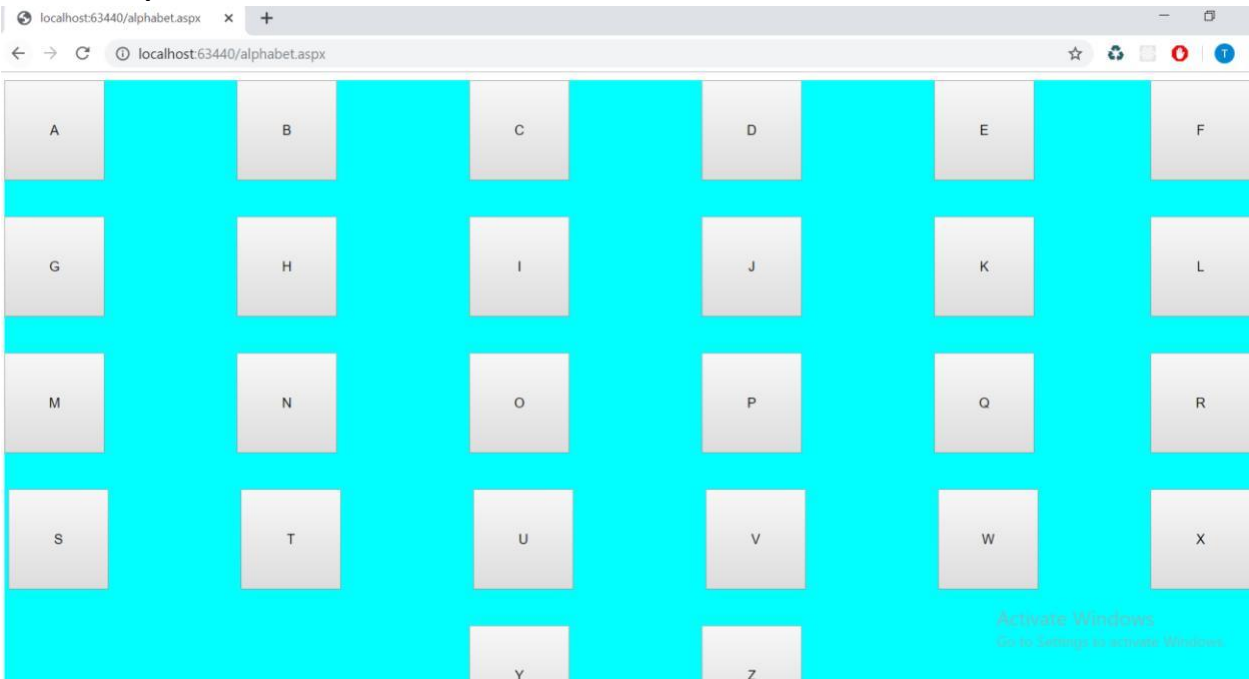 localhost:63440/alphabet.aspx
localhost:63440/alphabet.aspx
T
A B C D E F
G H I J K L
M N O P Q R
S T U V W X
Activate Windows
Go to Settings to activate Windows.
Y Z